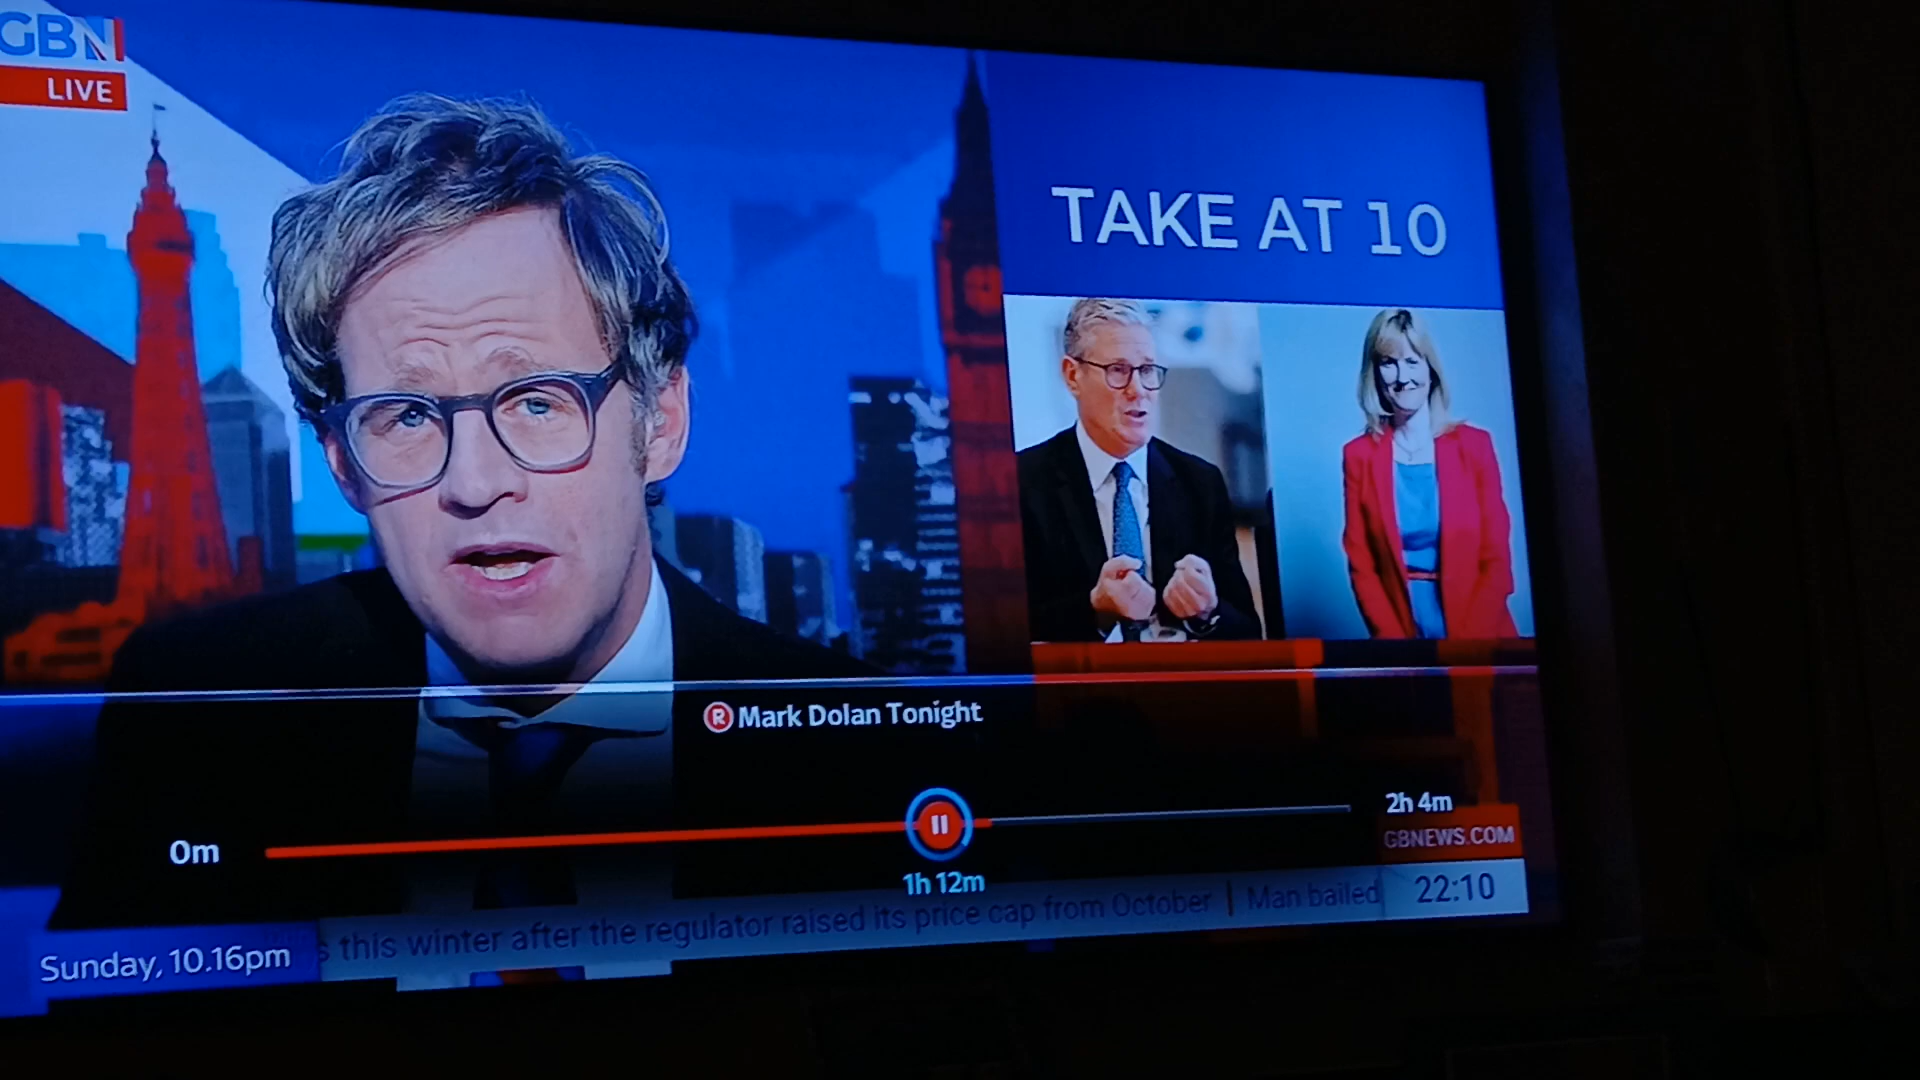 GBN
LIVE
TAKE AT 10
R Mark Dolan Tonight
0m
2h 4m
GBNEWS.COM
1h 12m
this winter after the regulator raised its price cap from October | Man bailed
22:10
Sunday, 10.16pm